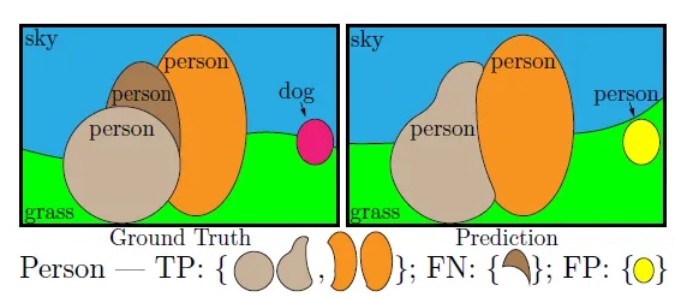 sky
person
person
person
dog
grass
sky
person
person
person
grass
Ground Truth
Prediction
Person — TP: { , }; FN: { }; FP: { }